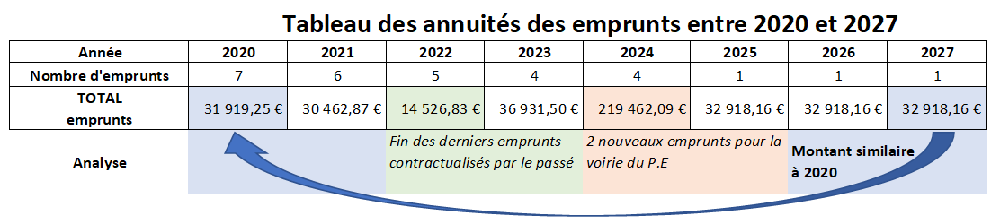 Tableau des annuités des emprunts entre 2020 et 2027
Année 2020 2021 2022 2023 2024 2025 2026 2027
Nombre d'emprunts 7 6 5 4 4 1 1 1
TOTAL
emprunts 31 919,25 € 30 462,87 € 14 526,83 € 36 931,50 € 219 462,09 € 32 918,16 € 32 918,16 € 32 918,16 €
Analyse
Fin des derniers emprunts
contractualisés par le passé
2 nouveaux emprunts pour la
voirie du P.E
Montant similaire
à 2020